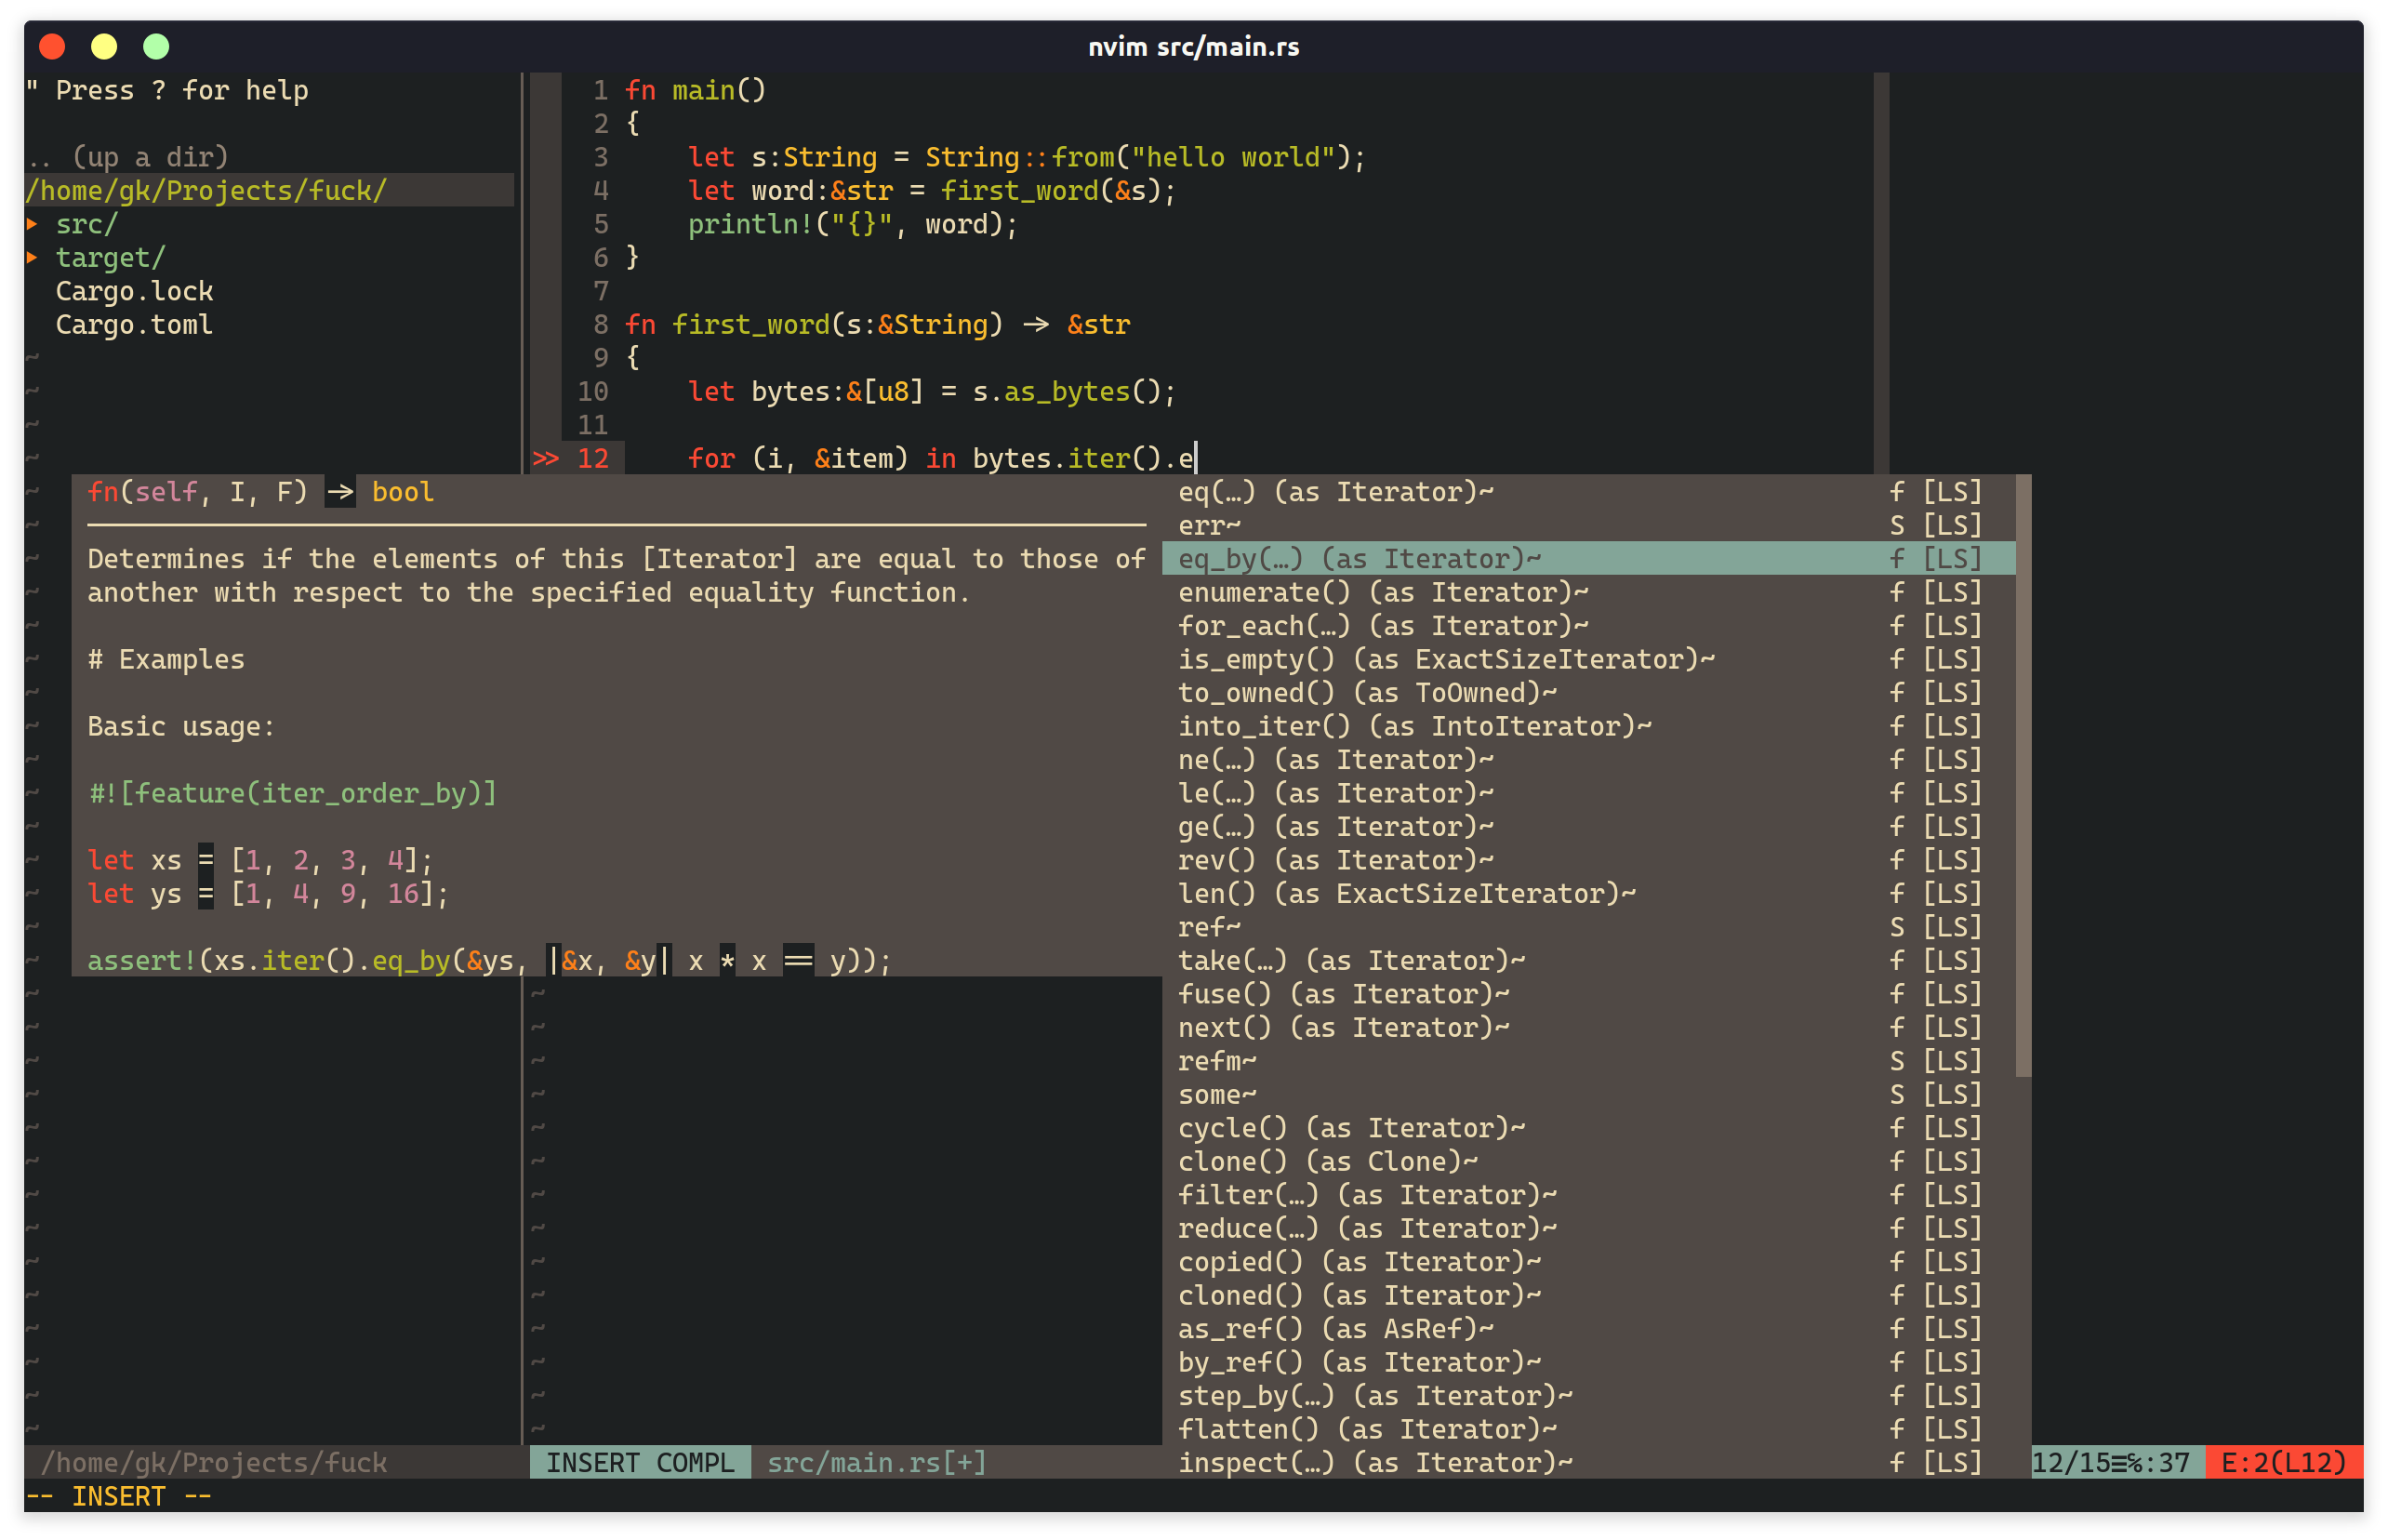 nvim src/main.rs
" Press ? for help
.. (up a dir)
/home/gk/Projects/fuck/
▸ src/
▸ target/
Cargo.lock
Cargo.toml
1 fn main()
2 {
3     let s:String = String::from("hello world");
4     let word:&str = first_word(&s);
5     println!("{}", word);
6 }
7
8 fn first_word(s:&String) -> &str
9 {
10     let bytes:&[u8] = s.as_bytes();
11
>> 12     for (i, &item) in bytes.iter().e
fn(self, I, F) -> bool
Determines if the elements of this [Iterator] are equal to those of
another with respect to the specified equality function.
# Examples
Basic usage:
#![feature(iter_order_by)]
let xs = [1, 2, 3, 4];
let ys = [1, 4, 9, 16];
assert!(xs.iter().eq_by(&ys, |&x, &y| x * x == y));
eq(…) (as Iterator)~ f [LS]
err~ S [LS]
eq_by(…) (as Iterator)~ f [LS]
enumerate() (as Iterator)~ f [LS]
for_each(…) (as Iterator)~ f [LS]
is_empty() (as ExactSizeIterator)~ f [LS]
to_owned() (as ToOwned)~ f [LS]
into_iter() (as IntoIterator)~ f [LS]
ne(…) (as Iterator)~ f [LS]
le(…) (as Iterator)~ f [LS]
ge(…) (as Iterator)~ f [LS]
rev() (as Iterator)~ f [LS]
len() (as ExactSizeIterator)~ f [LS]
ref~ S [LS]
take(…) (as Iterator)~ f [LS]
fuse() (as Iterator)~ f [LS]
next() (as Iterator)~ f [LS]
refm~ S [LS]
some~ S [LS]
cycle() (as Iterator)~ f [LS]
clone() (as Clone)~ f [LS]
filter(…) (as Iterator)~ f [LS]
reduce(…) (as Iterator)~ f [LS]
copied() (as Iterator)~ f [LS]
cloned() (as Iterator)~ f [LS]
as_ref() (as AsRef)~ f [LS]
by_ref() (as Iterator)~ f [LS]
step_by(…) (as Iterator)~ f [LS]
flatten() (as Iterator)~ f [LS]
inspect(…) (as Iterator)~ f [LS]
/home/gk/Projects/fuck
INSERT COMPL src/main.rs[+]
12/15☰℅:37 E:2(L12)
-- INSERT --